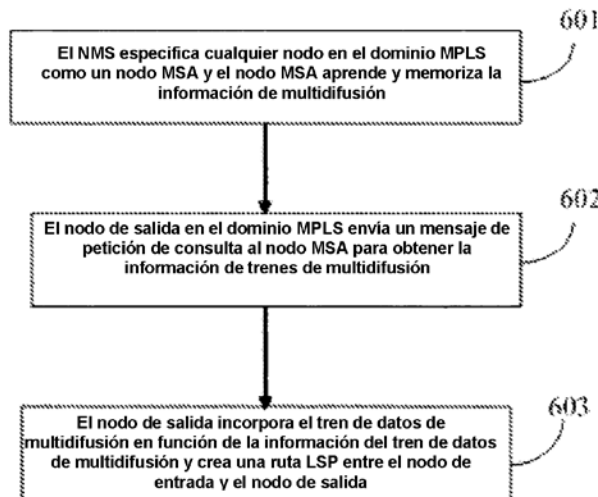 601
El NMS especifica cualquier nodo en el dominio MPLS
como un nodo MSA y el nodo MSA aprende y memoriza la
información de multidifusión
602
El nodo de salida en el dominio MPLS envía un mensaje de
petición de consulta al nodo MSA para obtener la
información de trenes de multidifusión
603
El nodo de salida incorpora el tren de datos de
multidifusión en función de la información del tren de datos
de multidifusión y crea una ruta LSP entre el nodo de
entrada y el nodo de salida